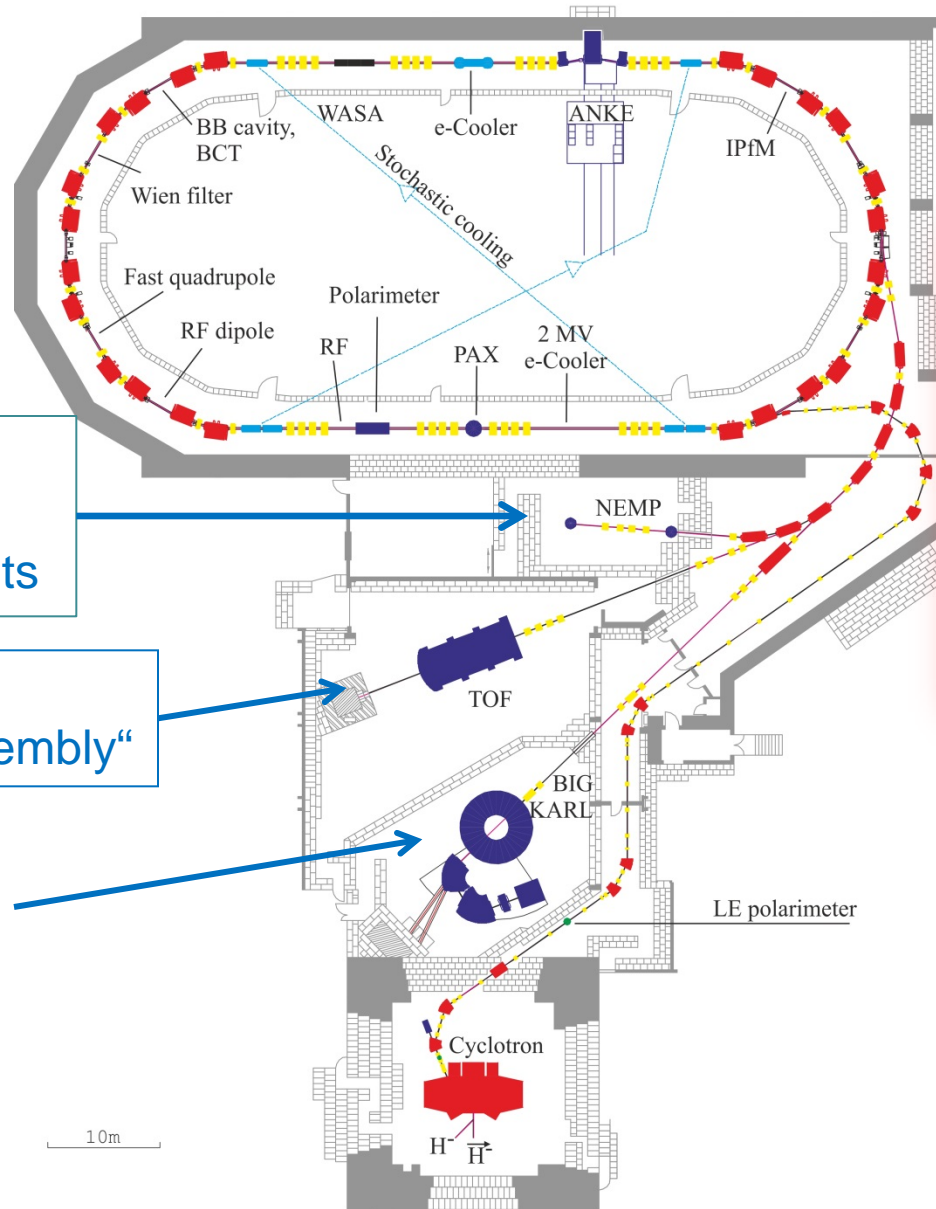 WASA
e-Cooler
ANKE
BB cavity,
BCT
IPfM
Wien filter
Stochastic cooling
Fast quadrupole
Polarimeter
RF dipole
RF
PAX
2 MV
e-Cooler
NEMP
ts
TOF
embly“
BIG
KARL
LE polarimeter
Cyclotron
10m
H-
H-